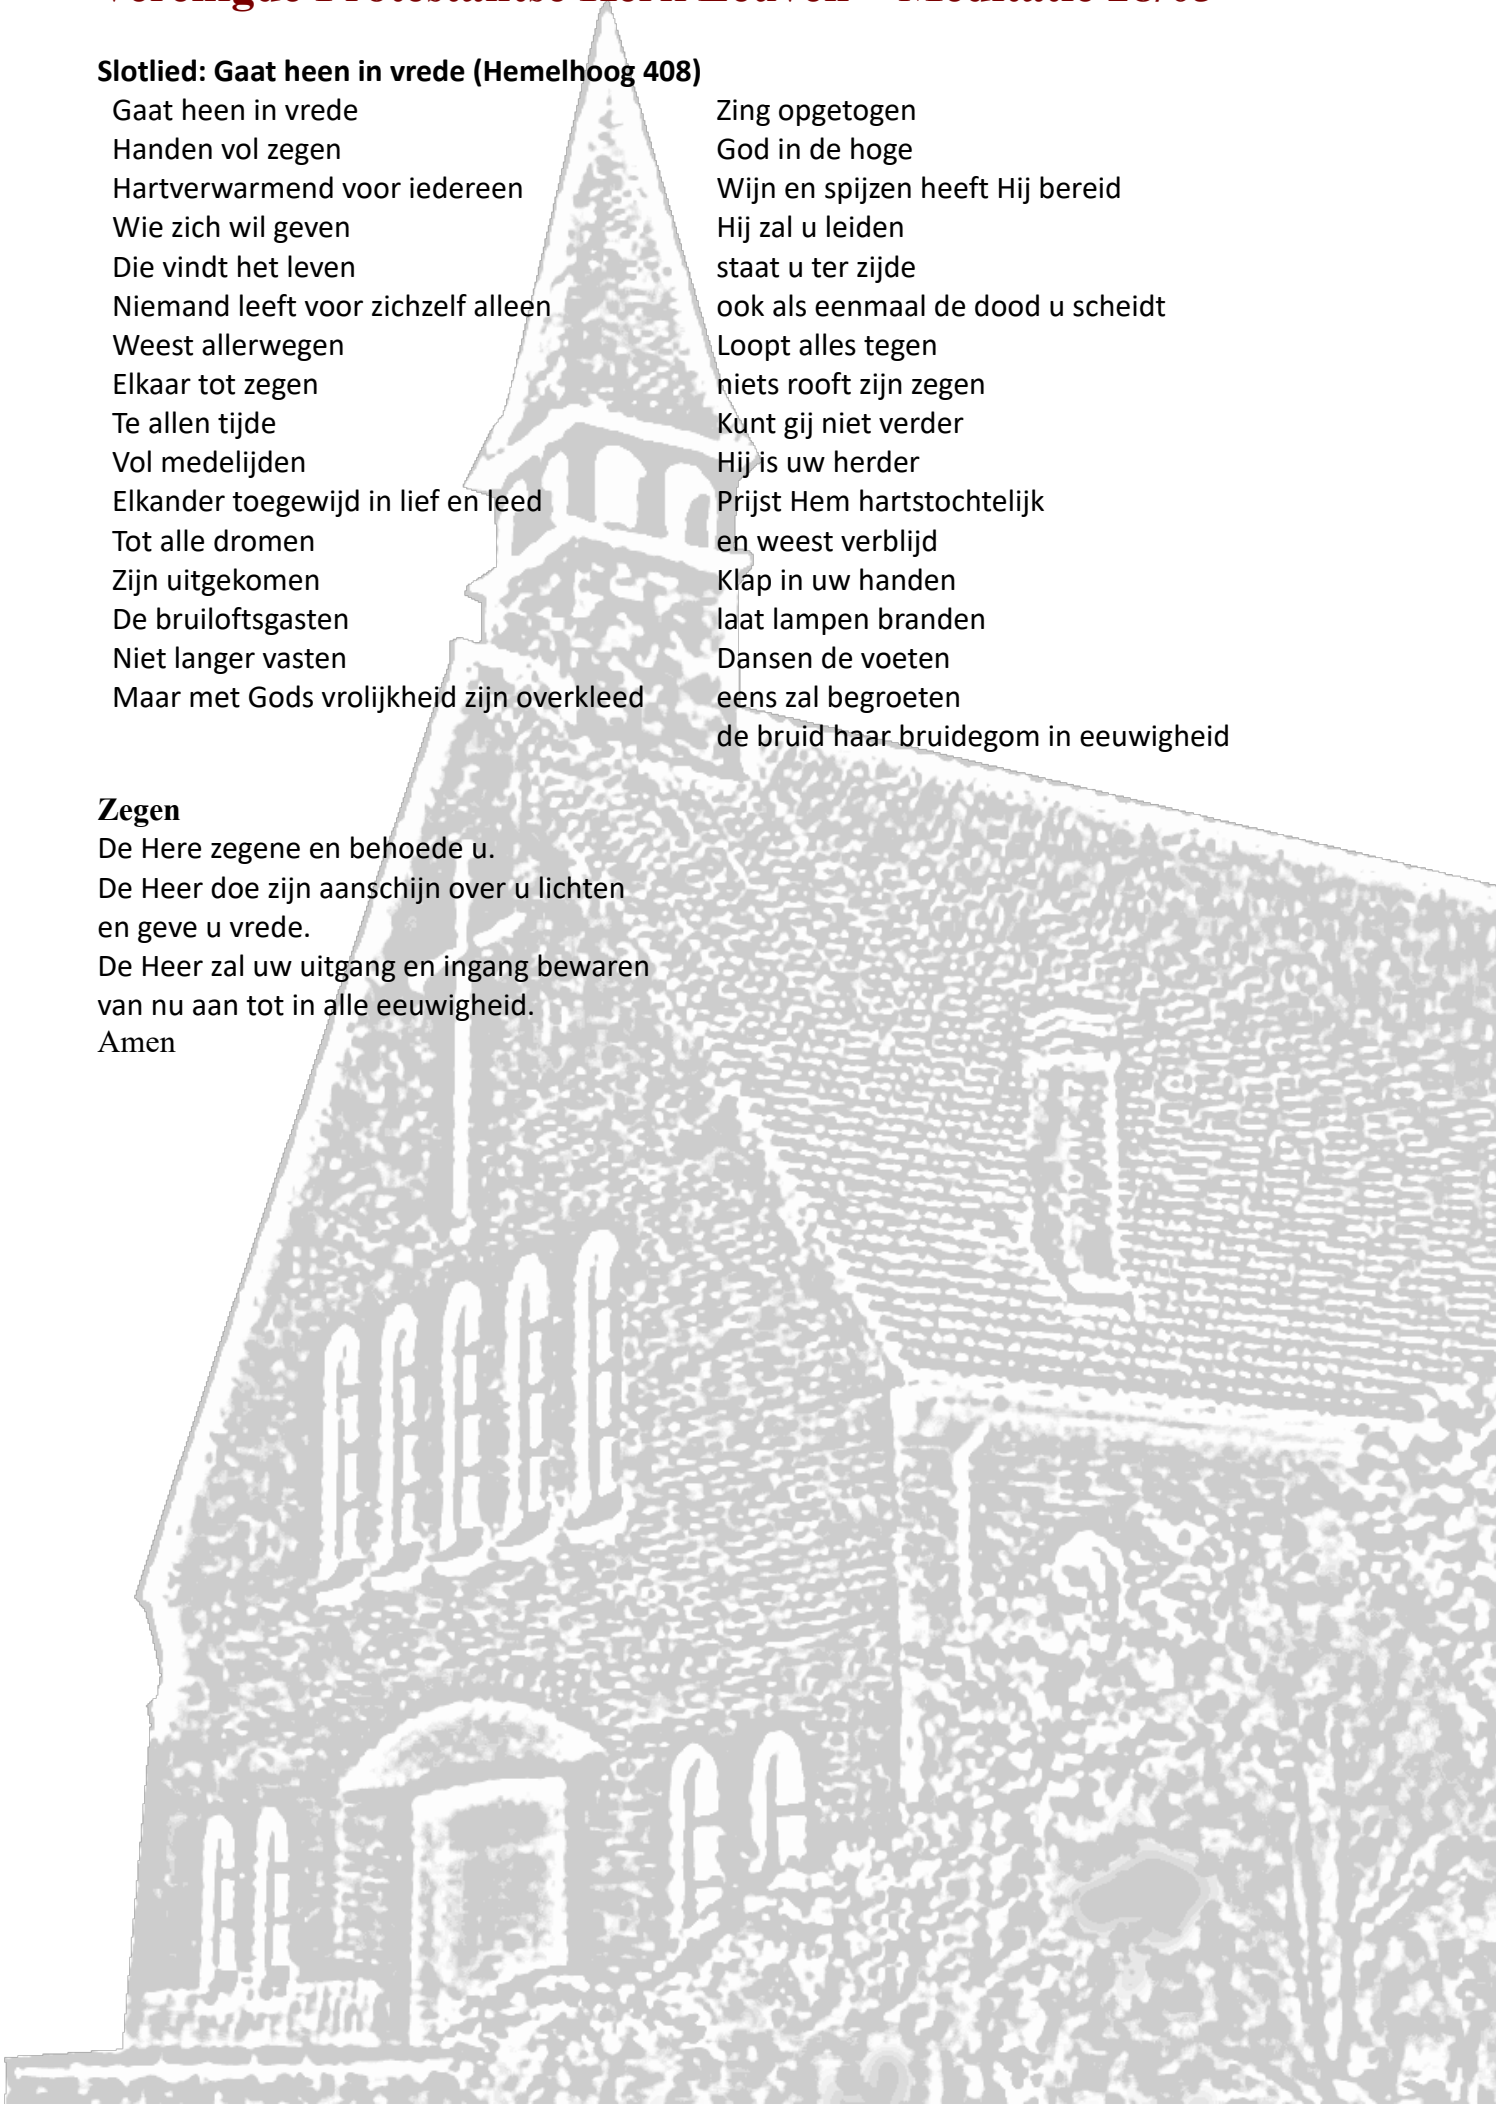 Slotlied: Gaat heen in vrede (Hemelhoog 408)
Gaat heen in vrede
Handen vol zegen
Hartverwarmend voor iedereen
Wie zich wil geven
Die vindt het leven
Niemand leeft voor zichzelf alleen
Weest allerwegen
Elkaar tot zegen
Te allen tijde
Vol medelijden
Elkander toegewijd in lief en leed
Tot alle dromen
Zijn uitgekomen
De bruiloftsgasten
Niet langer vasten
Maar met Gods vrolijkheid zijn overkleed
Zing opgetogen
God in de hoge
Wijn en spijzen heeft Hij bereid
Hij zal u leiden
staat u ter zijde
ook als eenmaal de dood u scheidt
Loopt alles tegen
niets rooft zijn zegen
Kunt gij niet verder
Hij is uw herder
Prijst Hem hartstochtelijk
en weest verblijd
Klap in uw handen
laat lampen branden
Dansen de voeten
eens zal begroeten
de bruid haar bruidegom in eeuwigheid
Zegen
De Here zegene en behoede u.
De Heer doe zijn aanschijn over u lichten
en geve u vrede.
De Heer zal uw uitgang en ingang bewaren
van nu aan tot in alle eeuwigheid.
Amen